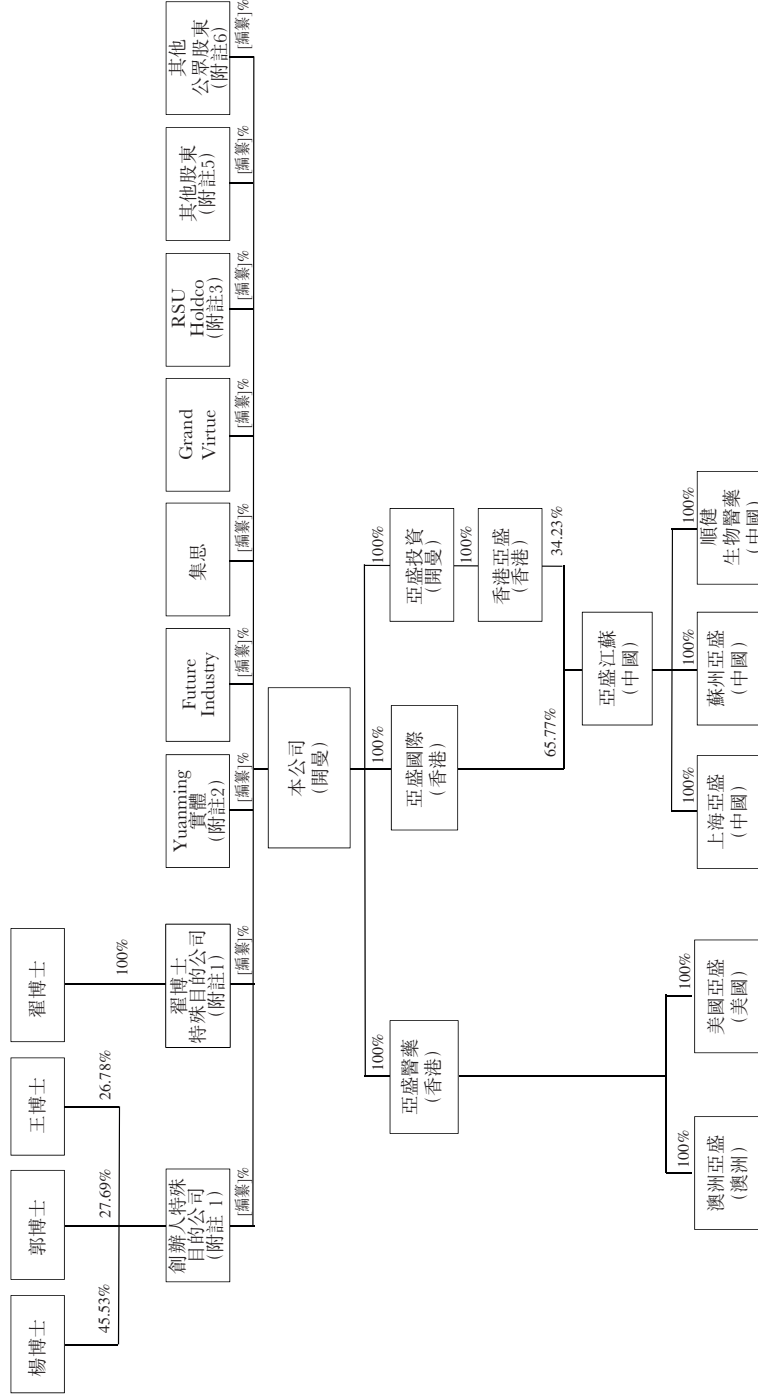 楊博士
郭博士
王博士
翟博士
45.53%
27.69%
26.78%
100%
創辦人特殊
目的公司
(附註 1)
翟博士
特殊目的公司
(附註1)
Yuanming
實體
(附註2)
Future
Industry
集思
Grand
Virtue
RSU
Holdco
(附註3)
其他股東
(附註5)
其他
公眾股東
(附註6)
[編纂]%
[編纂]%
[編纂]%
[編纂]%
[編纂]%
[編纂]%
[編纂]%
[編纂]%
[編纂]%
本公司
(開曼)
100%
100%
100%
亞盛醫藥
(香港)
亞盛國際
(香港)
亞盛投資
(開曼)
100%
香港亞盛
(香港)
65.77%
34.23%
亞盛江蘇
(中國)
100%
100%
100%
100%
100%
澳洲亞盛
(澳洲)
美國亞盛
(美國)
上海亞盛
(中國)
蘇州亞盛
(中國)
順健
生物醫藥
(中國)